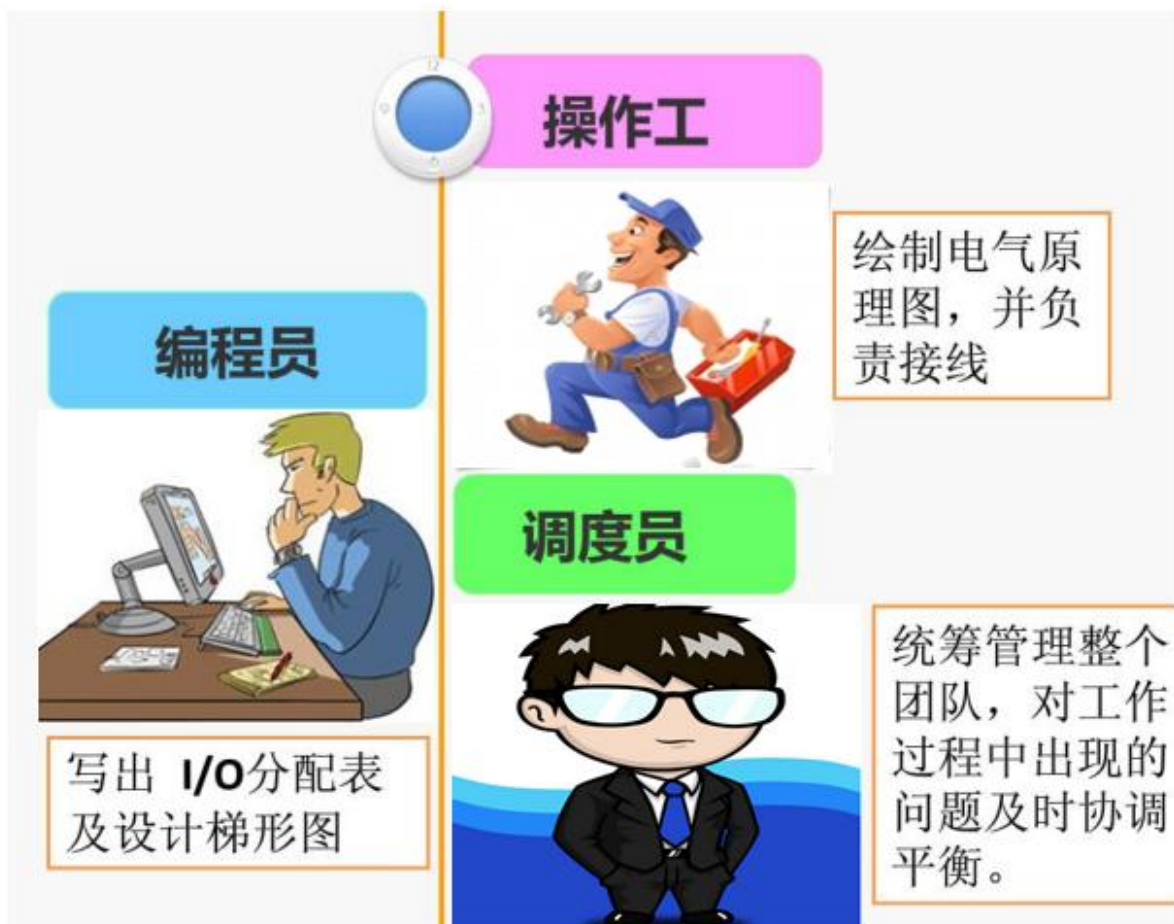 操作工
绘制电气原
理图，并负
责接线
编程员
写出 I/O分配表
及设计梯形图
调度员
统筹管理整个
团队，对工作
过程中出现的
问题及时协调
平衡。